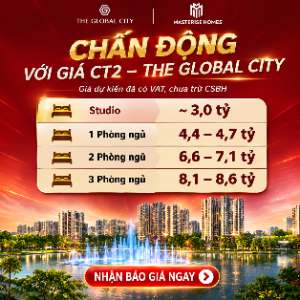 THE GLOBAL CITY
MASTERISE HOMES
CHẤN ĐỘNG
VỚI GIÁ CT2 – THE GLOBAL CITY
Giá dự kiến đã có VAT, chưa trừ CSBH
Studio ~ 3,0 tỷ
1 Phòng ngủ 4,4 – 4,7 tỷ
2 Phòng ngủ 6,6 – 7,1 tỷ
3 Phòng ngủ 8,1 – 8,6 tỷ
NHẬN BÁO GIÁ NGAY